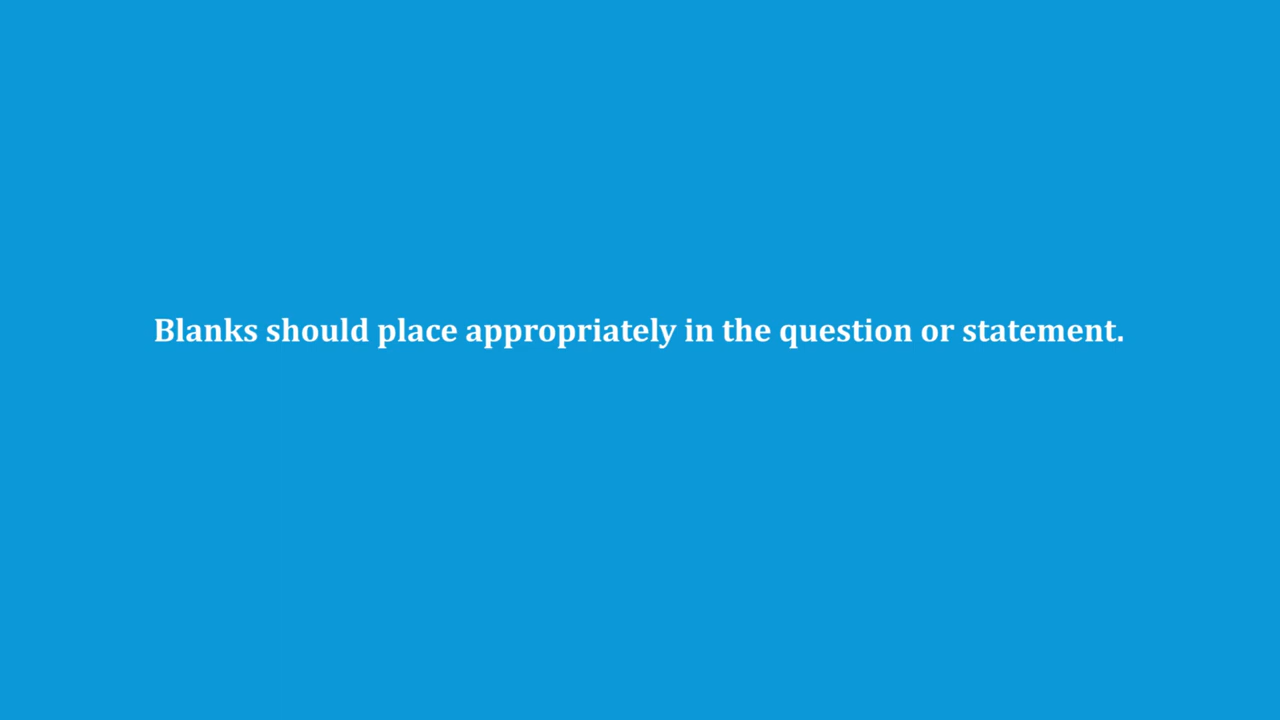 Blanks should place appropriately in the question or statement.